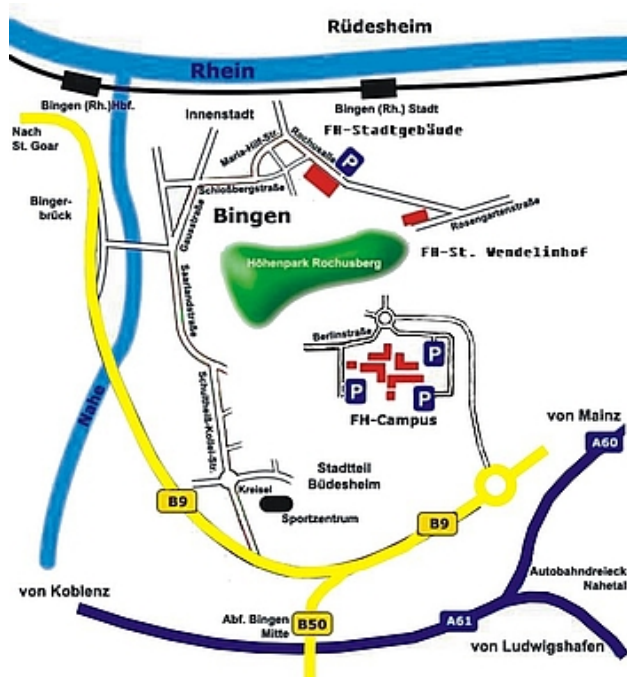 Rüdesheim
Rhein
Bingen (Rh.)Hbf.
Innenstadt
Bingen (Rh.) Stadt
FH-Stadtgebäude
Nach
St. Goar
Maria-Hilf-Str.
Rochusallee
P
Schloßbergstraße
Binger-
brück
Bingen
Gaustraße
Rosengartenstraße
FH-St. Wendelinhof
Höhenpark Rochusberg
Saarlandstraße
Berlinstraße
P
P
P
FH-Campus
Nahe
Schultheiß-Kollei-Str.
von Mainz
A60
Stadtteil
Büdesheim
Kreisel
B9
Sportzentrum
B9
Autobahndreieck
Nahetal
von Koblenz
Abf. Bingen
Mitte
B50
A61
von Ludwigshafen